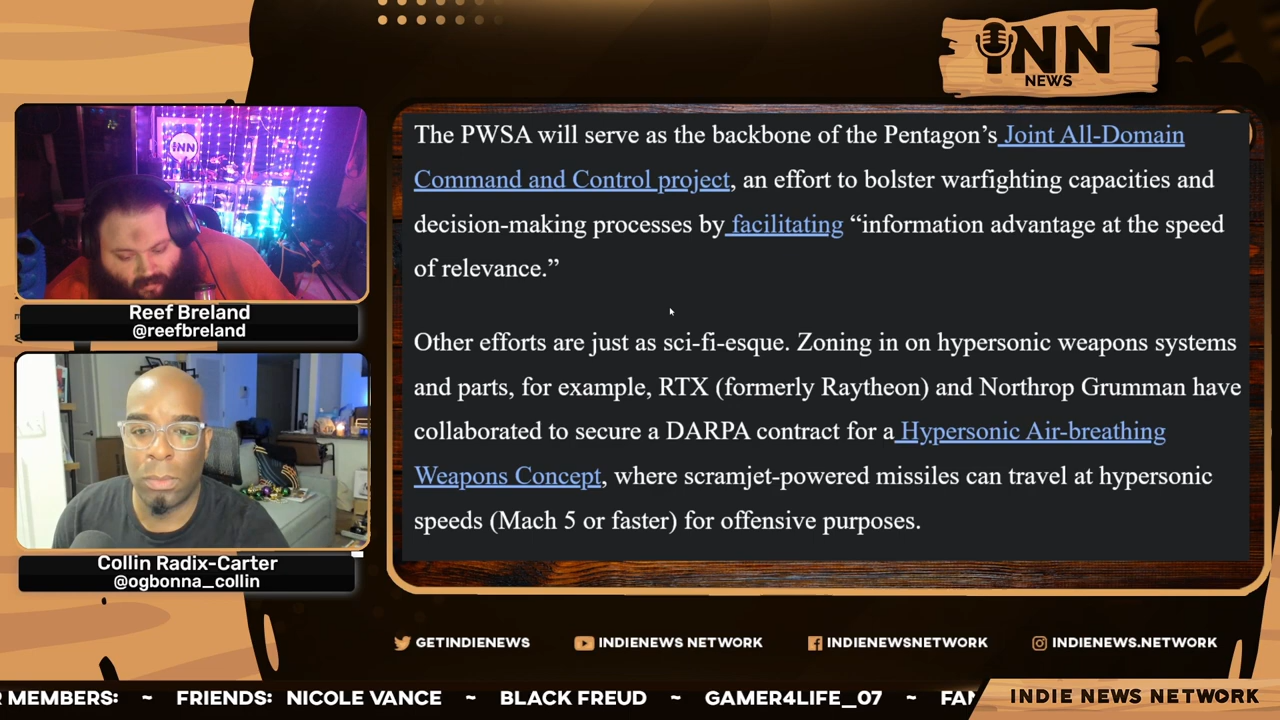 iNN
NEWS
iNN
The PWSA will serve as the backbone of the Pentagon’s Joint All-Domain
Command and Control project, an effort to bolster warfighting capacities and
decision-making processes by facilitating “information advantage at the speed
of relevance.”
Other efforts are just as sci-fi-esque. Zoning in on hypersonic weapons systems
and parts, for example, RTX (formerly Raytheon) and Northrop Grumman have
collaborated to secure a DARPA contract for a Hypersonic Air-breathing
Weapons Concept, where scramjet-powered missiles can travel at hypersonic
speeds (Mach 5 or faster) for offensive purposes.
Reef Breland
@reefbreland
Collin Radix-Carter
@ogbonna_collin
GETINDIENEWS
INDIENEWS NETWORK
INDIENEWSNETWORK
INDIENEWS.NETWORK
R MEMBERS: ~ FRIENDS: NICOLE VANCE ~ BLACK FREUD ~ GAMER4LIFE_07 ~ FAN
INDIE NEWS NETWORK